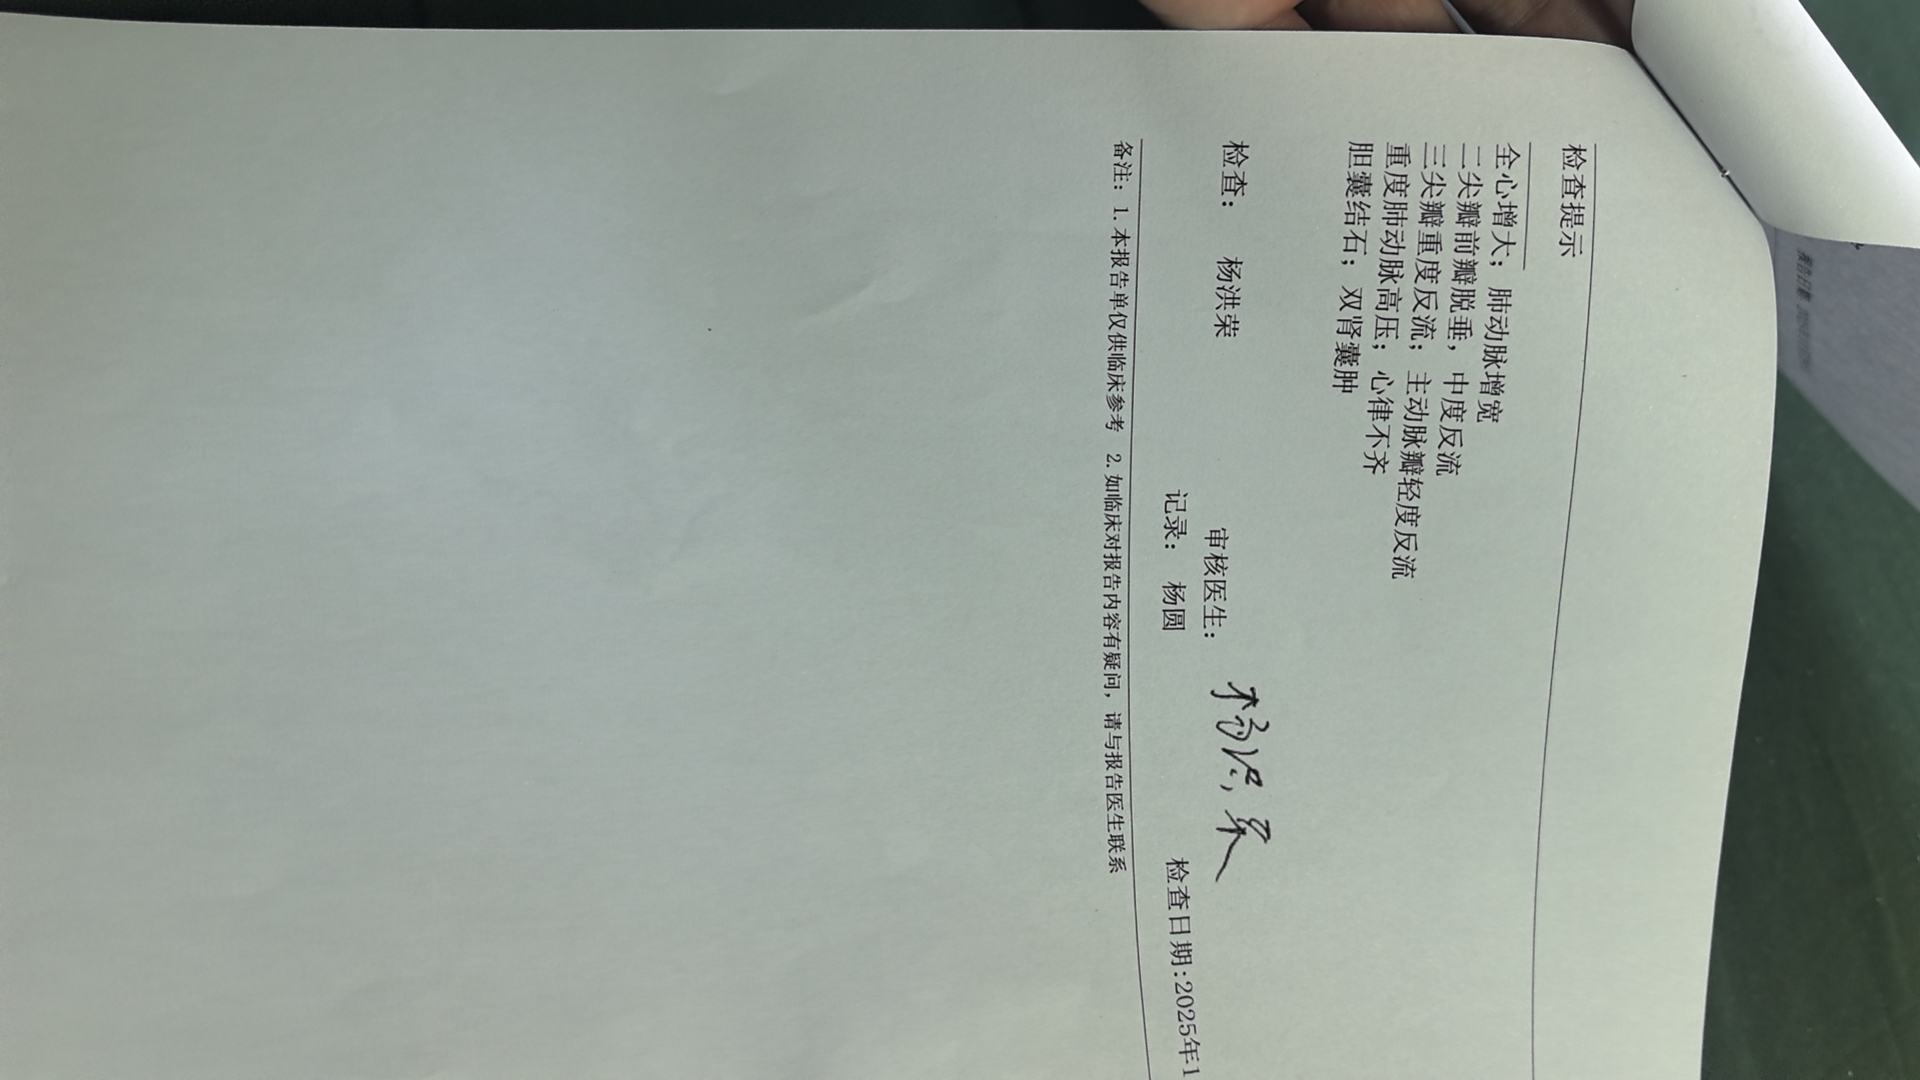 检查提示
全心增大；肺动脉增宽
二尖瓣前瓣脱垂，中度反流
三尖瓣重度反流；主动脉瓣轻度反流
重度肺动脉高压；心律不齐
胆囊结石；双肾囊肿
检查： 杨洪荣 审核医生： 杨洪荣
记录： 杨圆 检查日期:2025年1
备注：1.本报告单仅供临床参考 2.如临床对报告内容有疑问，请与报告医生联系